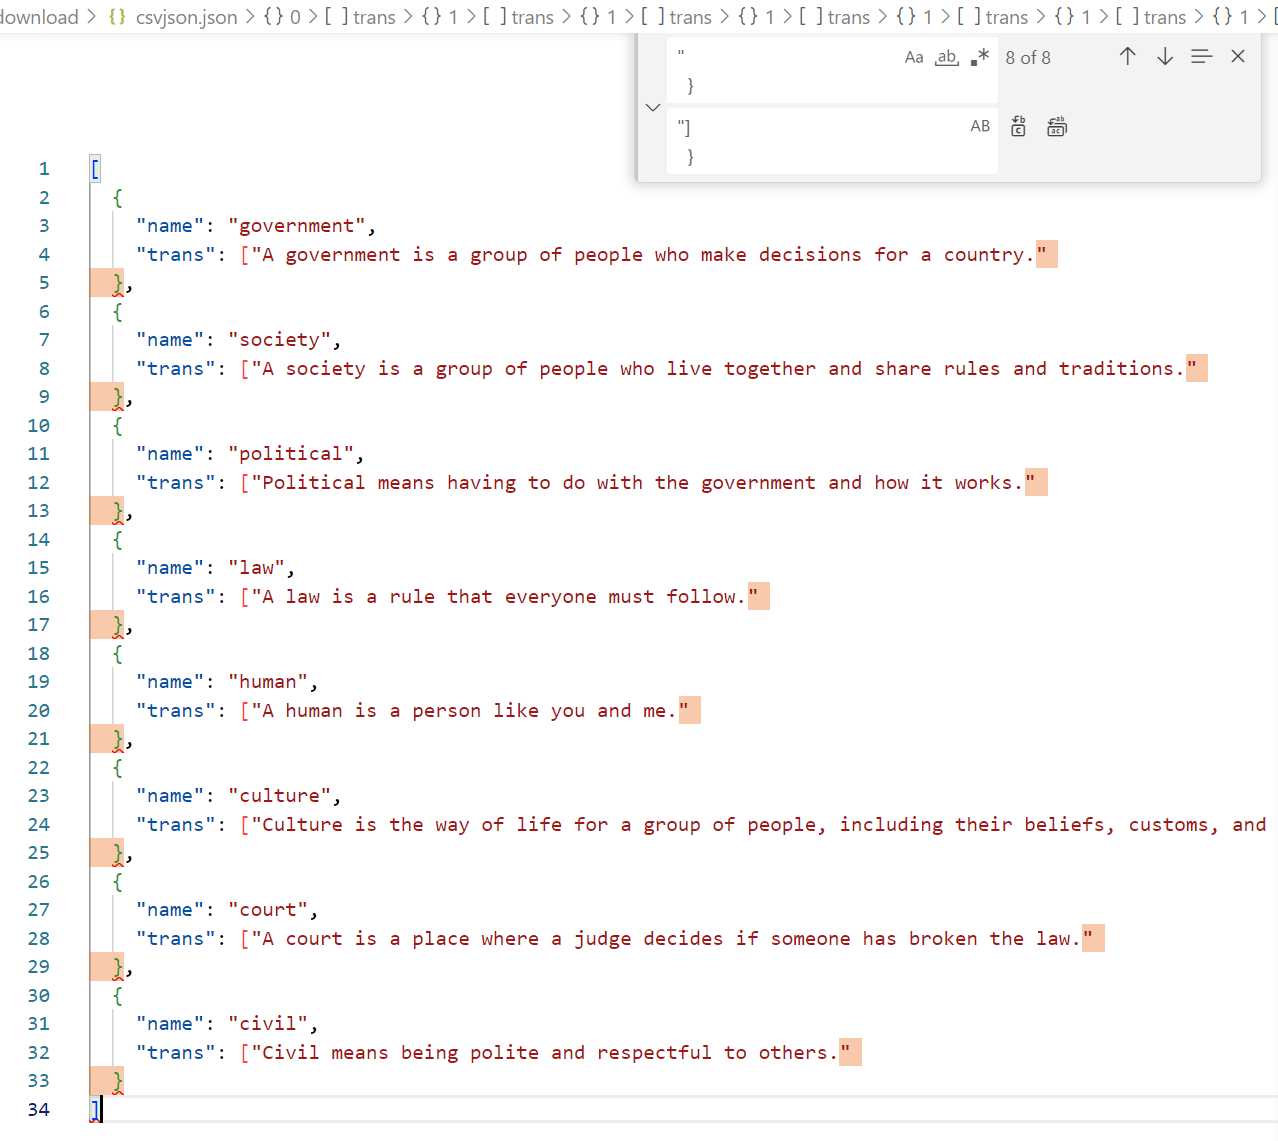 download > {} csvjson.json > {} 0 > [ ] trans > {} 1 > [ ] trans > {} 1 > [ ] trans > {} 1 > [ ] trans > {} 1 > [ ] trans > {} 1 > [ ] trans > {} 1 > [
" Aa ab .* 8 of 8
}
"] AB
}
1 [
2 {
3 "name": "government",
4 "trans": ["A government is a group of people who make decisions for a country."
5 },
6 {
7 "name": "society",
8 "trans": ["A society is a group of people who live together and share rules and traditions."
9 },
10 {
11 "name": "political",
12 "trans": ["Political means having to do with the government and how it works."
13 },
14 {
15 "name": "law",
16 "trans": ["A law is a rule that everyone must follow."
17 },
18 {
19 "name": "human",
20 "trans": ["A human is a person like you and me."
21 },
22 {
23 "name": "culture",
24 "trans": ["Culture is the way of life for a group of people, including their beliefs, customs, and
25 },
26 {
27 "name": "court",
28 "trans": ["A court is a place where a judge decides if someone has broken the law."
29 },
30 {
31 "name": "civil",
32 "trans": ["Civil means being polite and respectful to others."
33 }
34 ]